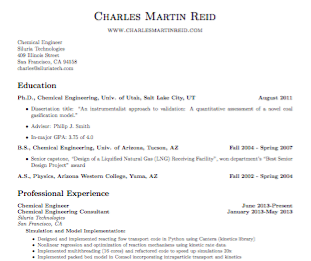 Charles Martin Reid
www.charlesmartinreid.com
Chemical Engineer
Siluria Technologies
409 Illinois Street
San Francisco, CA 94158
charles@siluriatech.com
Education
Ph.D., Chemical Engineering, Univ. of Utah, Salt Lake City, UT August 2011
• Dissertation title: "An instrumentalist approach to validation: A quantitative assessment of a novel coal
gasification model."
• Advisor: Philip J. Smith
• In-major GPA: 3.75 of 4.0
B.S., Chemical Engineering, Univ. of Arizona, Tucson, AZ Fall 2004 - Spring 2007
• Senior capstone, "Design of a Liquified Natural Gas (LNG) Receiving Facility", won department's "Best Senior
Design Project" award
A.S., Physics, Arizona Western College, Yuma, AZ Fall 2002 - Spring 2004
Professional Experience
Chemical Engineer June 2013-Present
Chemical Engineering Consultant January 2013-May 2013
Siluria Technologies
San Francisco, CA
Simulation and Model Implementation:
• Designed and implemented reacting flow transport code in Python using Cantera (kinetics library)
• Nonlinear regression and optimization of reaction mechanisms using kinetic rate data
• Implemented multithreading (16 cores) and refactored code to speed up simulations 30x
• Implemented packed bed code incorporating transport and kinetics